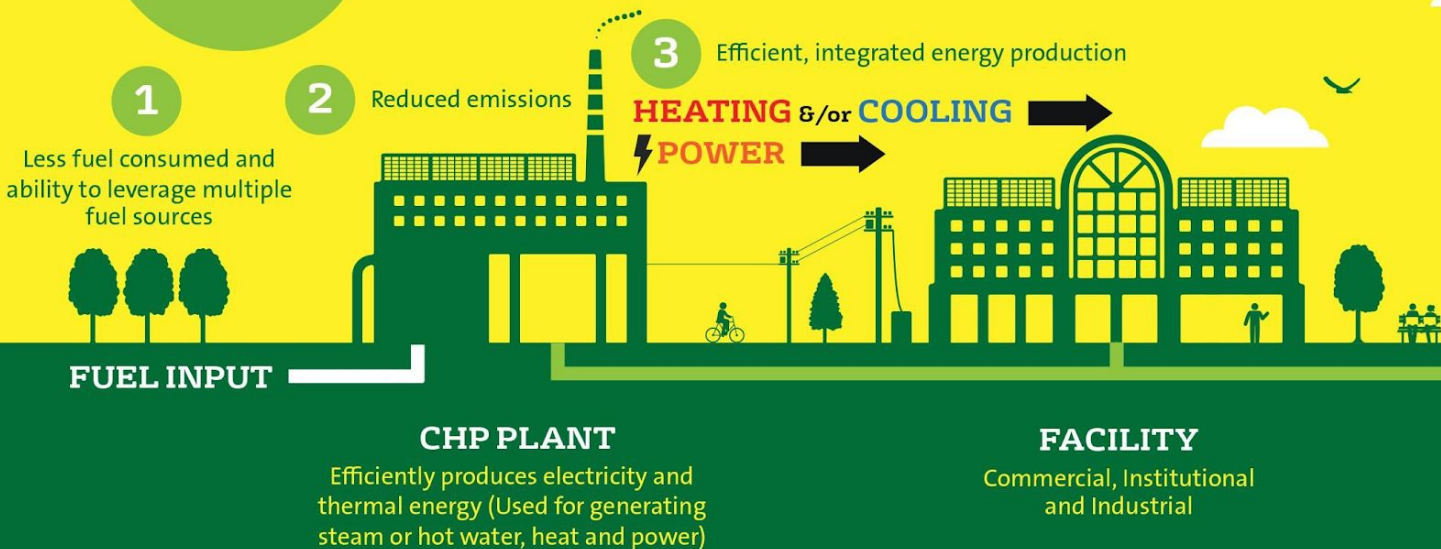 1
Less fuel consumed and
ability to leverage multiple
fuel sources
2
Reduced emissions
3
Efficient, integrated energy production
HEATING &/or COOLING
POWER
FUEL INPUT
CHP PLANT
Efficiently produces electricity and
thermal energy (Used for generating
steam or hot water, heat and power)
FACILITY
Commercial, Institutional
and Industrial